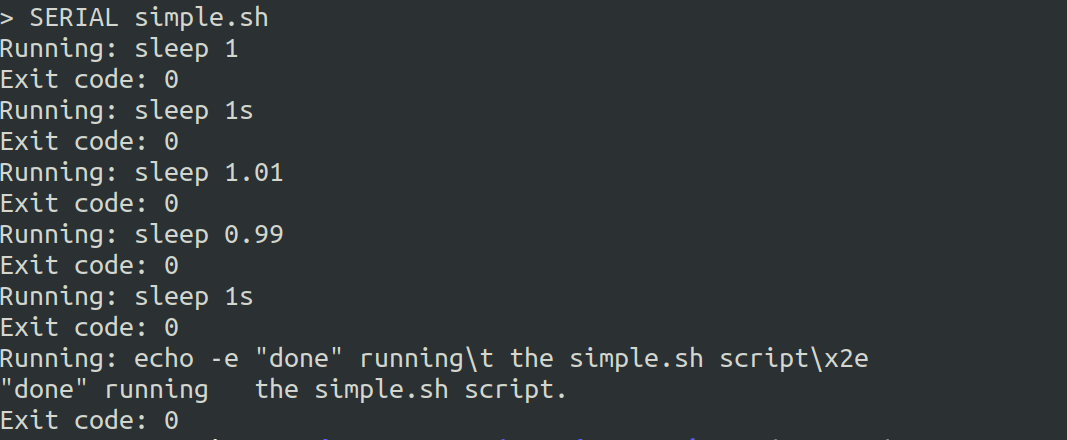 > SERIAL simple.sh
Running: sleep 1
Exit code: 0
Running: sleep 1s
Exit code: 0
Running: sleep 1.01
Exit code: 0
Running: sleep 0.99
Exit code: 0
Running: sleep 1s
Exit code: 0
Running: echo -e "done" running\t the simple.sh script\x2e
"done" running   the simple.sh script.
Exit code: 0